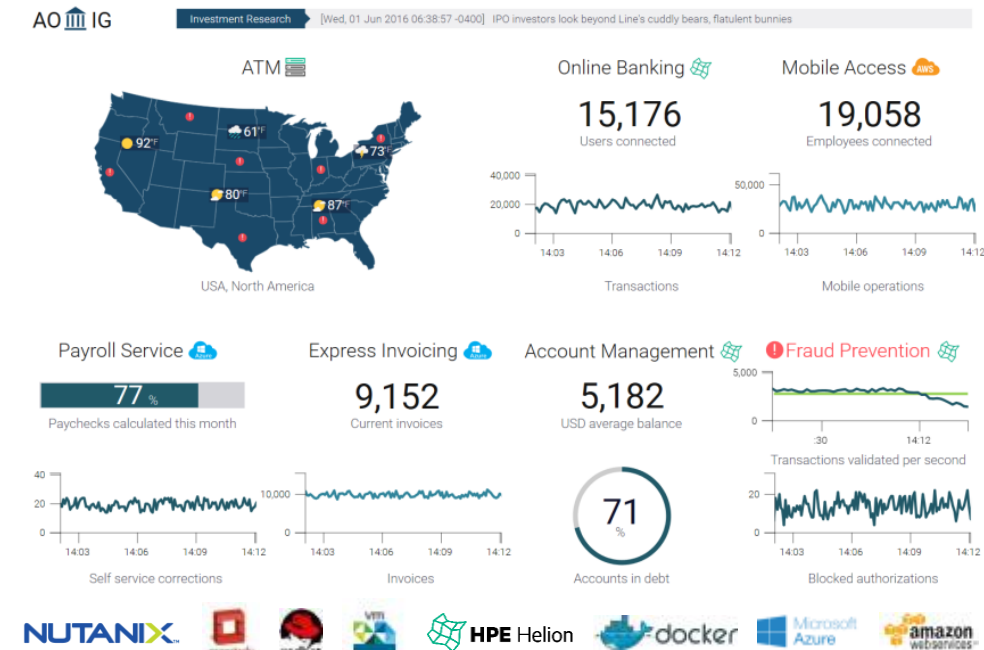 AO IG
Investment Research [Wed, 01 Jun 2016 06:38:57 -0400] IPO investors look beyond Line's cuddly bears, flatulent bunnies
ATM
61°F
92°F
73°F
80°F
87°F
USA, North America
Online Banking
15,176
Users connected
40,000
20,000
0
14:03 14:06 14:09 14:12
Transactions
Mobile Access AWS
19,058
Employees connected
50,000
0
14:03 14:06 14:09 14:12
Mobile operations
Payroll Service Azure
77 %
Paychecks calculated this month
40
20
0
14:03 14:06 14:09 14:12
Self service corrections
Express Invoicing Azure
9,152
Current invoices
10,000
0
14:03 14:06 14:09 14:12
Invoices
Account Management
5,182
USD average balance
71
%
Accounts in debt
Fraud Prevention
5,000
0
:30 14:12
Transactions validated per second
20
0
14:03 14:06 14:09 14:12
Blocked authorizations
NUTANIX
vm
HPE Helion
docker
Microsoft
Azure
amazon
webservices